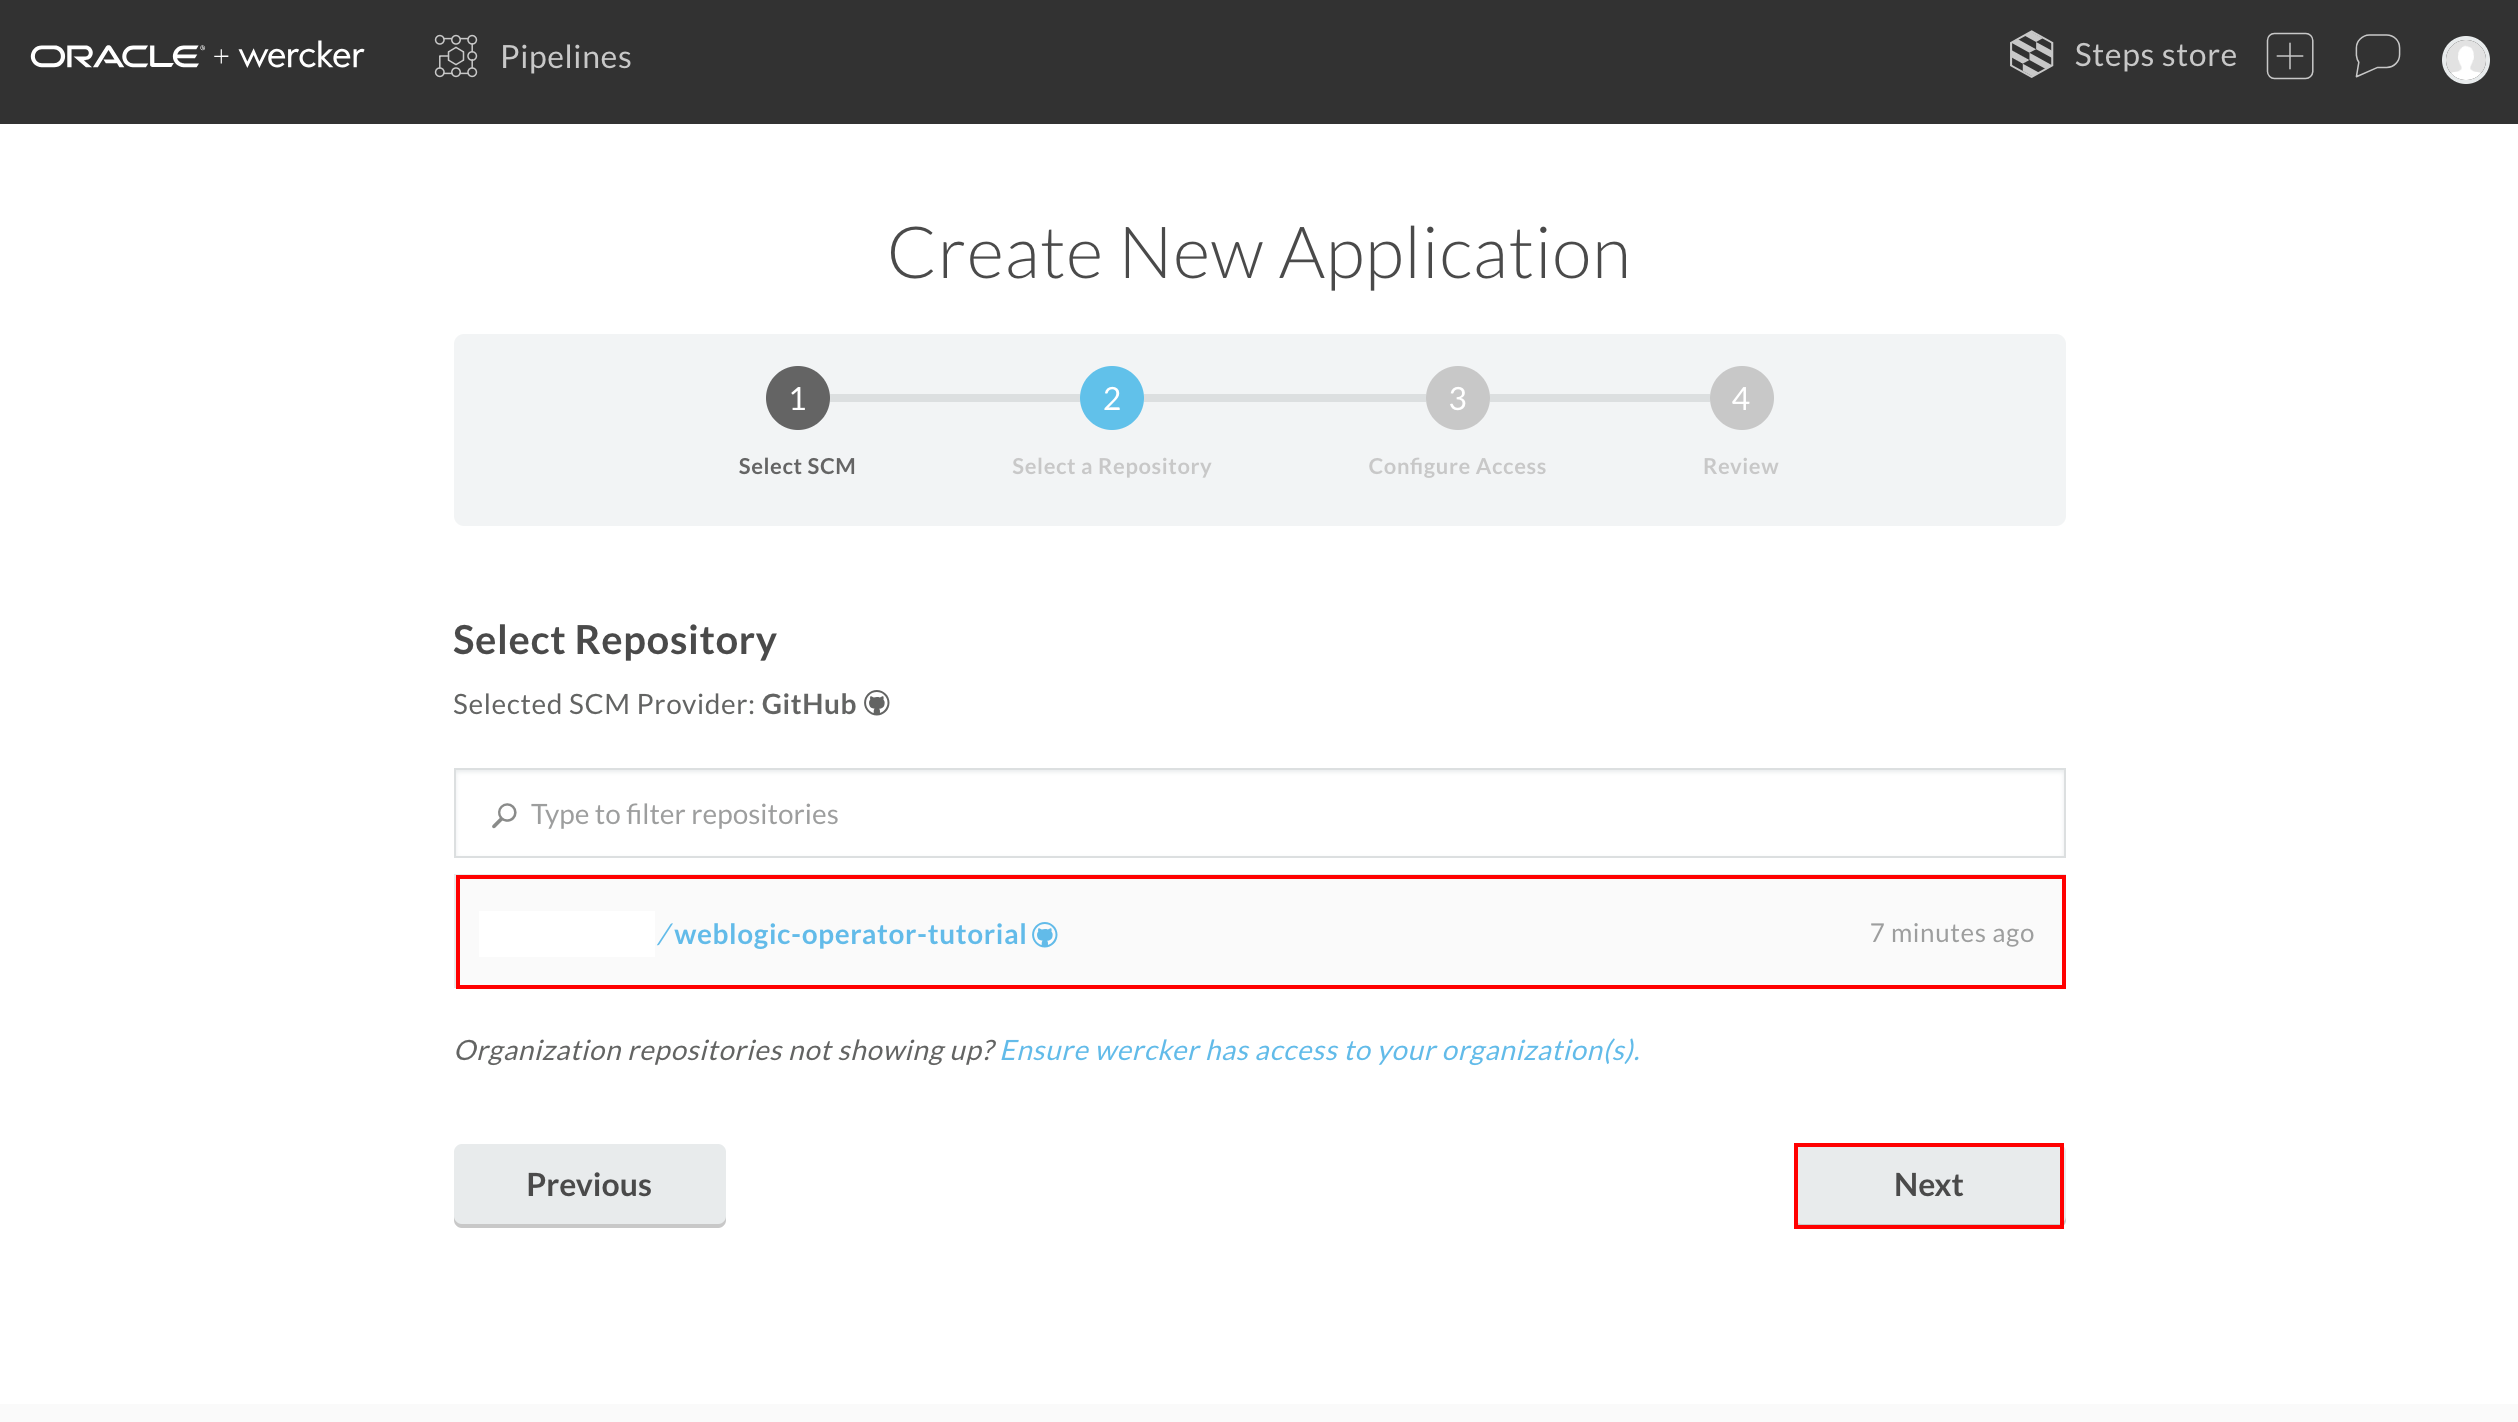 ORACLE + wercker Pipelines Steps store
Create New Application
1 2 3 4
Select SCM Select a Repository Configure Access Review
Select Repository
Selected SCM Provider: GitHub
Type to filter repositories
/weblogic-operator-tutorial 7 minutes ago
Organization repositories not showing up? Ensure wercker has access to your organization(s).
Previous Next